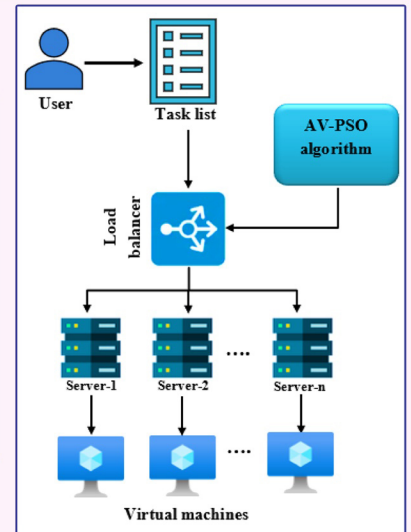 User
Task list
AV-PSO
algorithm
Load
balancer
Server-1
Server-2
....
Server-n
....
Virtual machines